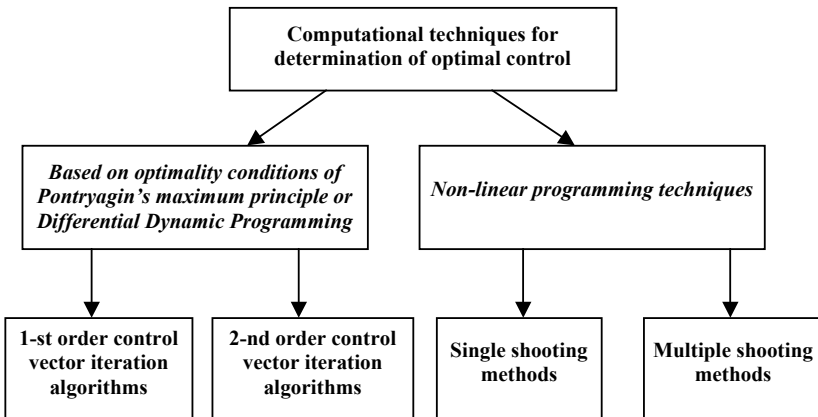 Computational techniques for
determination of optimal control
Based on optimality conditions of
Pontryagin's maximum principle or
Differential Dynamic Programming
Non-linear programming techniques
1-st order control
vector iteration
algorithms
2-nd order control
vector iteration
algorithms
Single shooting
methods
Multiple shooting
methods